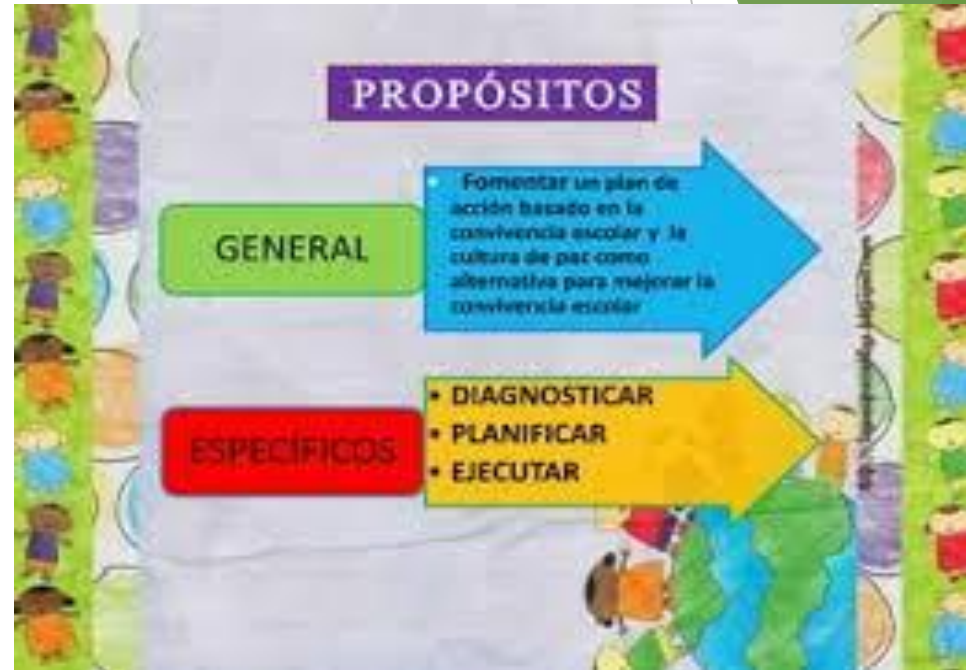 PROPÓSITOS
GENERAL
• Fomentar un plan de
acción basado en la
convivencia escolar y la
cultura de paz como
alternativa para mejorar la
convivencia escolar
ESPECÍFICOS
• DIAGNOSTICAR
• PLANIFICAR
• EJECUTAR